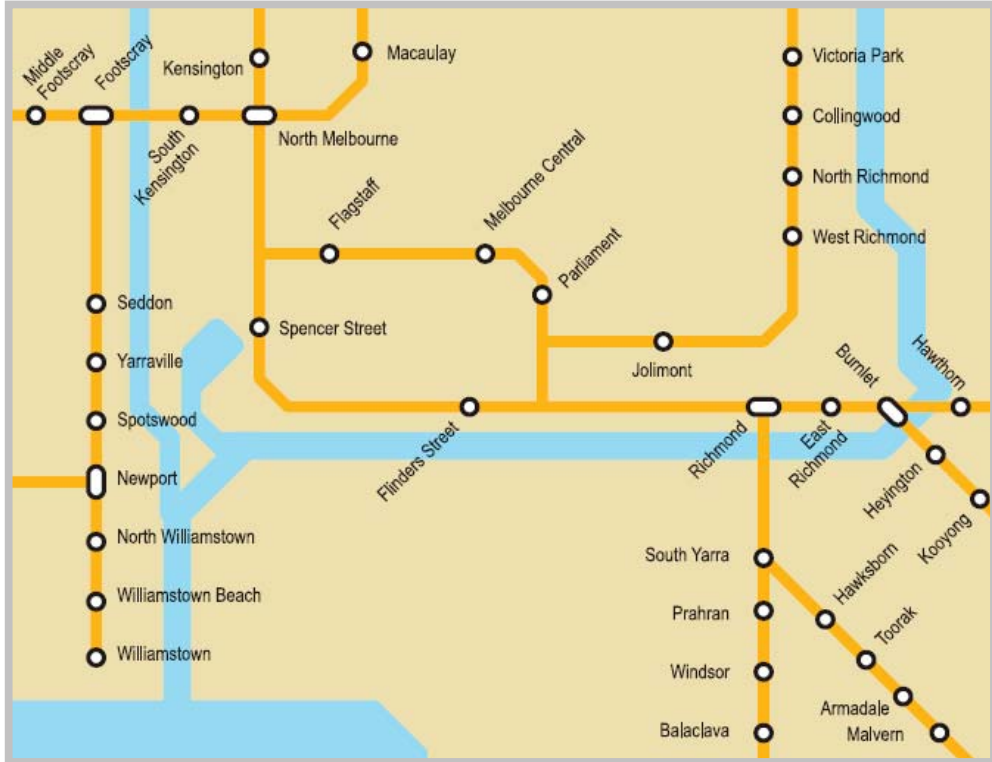 Middle
Footscray
Footscray
Kensington
Macaulay
South
Kensington
North Melbourne
Flagstaff
Melbourne Central
Parliament
Victoria Park
Collingwood
North Richmond
West Richmond
Seddon
Yarraville
Spotswood
Newport
North Williamstown
Williamstown Beach
Williamstown
Spencer Street
Jolimont
Flinders Street
Richmond
East
Richmond
Burnlet
Hawthorn
Heyington
Kooyong
South Yarra
Prahran
Windsor
Balaclava
Hawksborn
Toorak
Armadale
Malvern